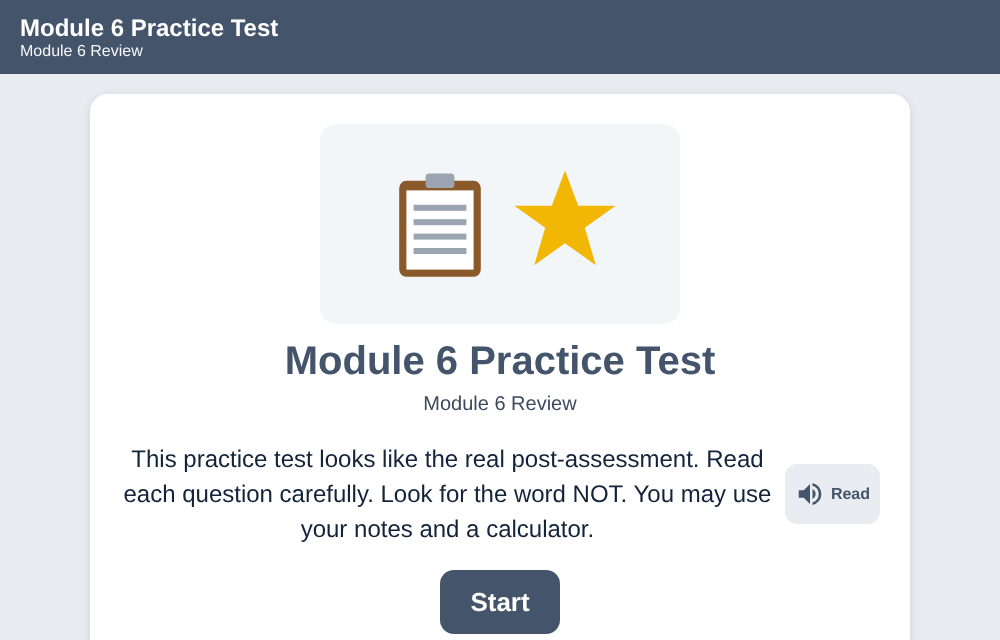 Module 6 Practice Test
Module 6 Review
Module 6 Practice Test
Module 6 Review
This practice test looks like the real post-assessment. Read
each question carefully. Look for the word NOT. You may use
your notes and a calculator.
Read
Start